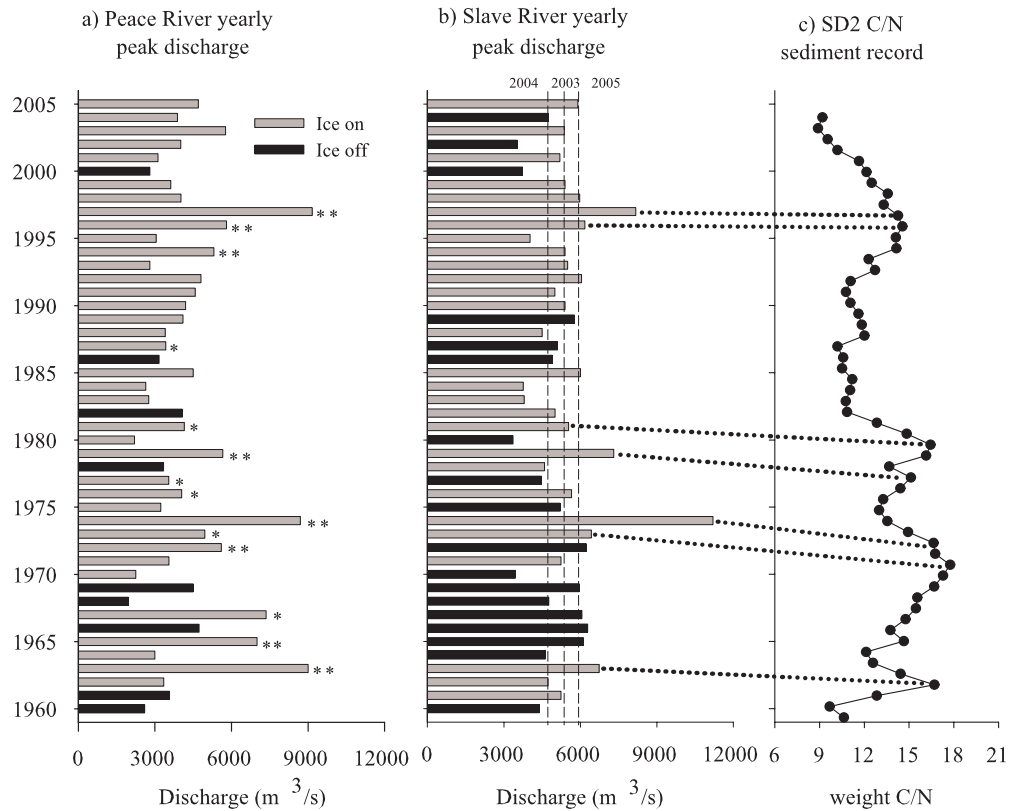 a) Peace River yearly
peak discharge
b) Slave River yearly
peak discharge
c) SD2 C/N
sediment record
2004 2003 2005
Ice on
Ice off
**
**
**
*
*
**
*
*
**
*
**
*
**
**
2005
2000
1995
1990
1985
1980
1975
1970
1965
1960
0 3000 6000 9000 12000
0 3000 6000 9000 12000
6 9 12 15 18 21
Discharge (m ³/s)
Discharge (m ³/s)
weight C/N